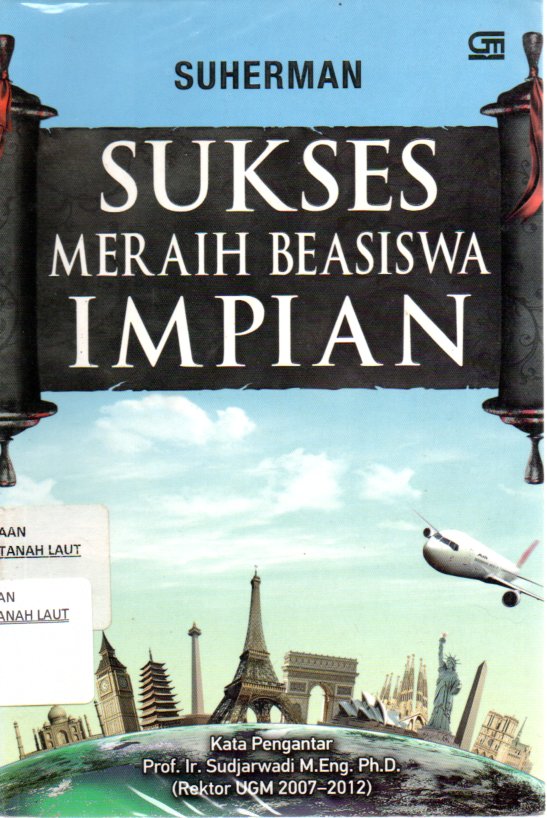 GM
SUHERMAN
SUKSES
MERAIH BEASISWA
IMPIAN
AAN
TANAH LAUT
AN
ANAH LAUT
Kata Pengantar
Prof. Ir. Sudjarwadi M.Eng. Ph.D.
(Rektor UGM 2007–2012)